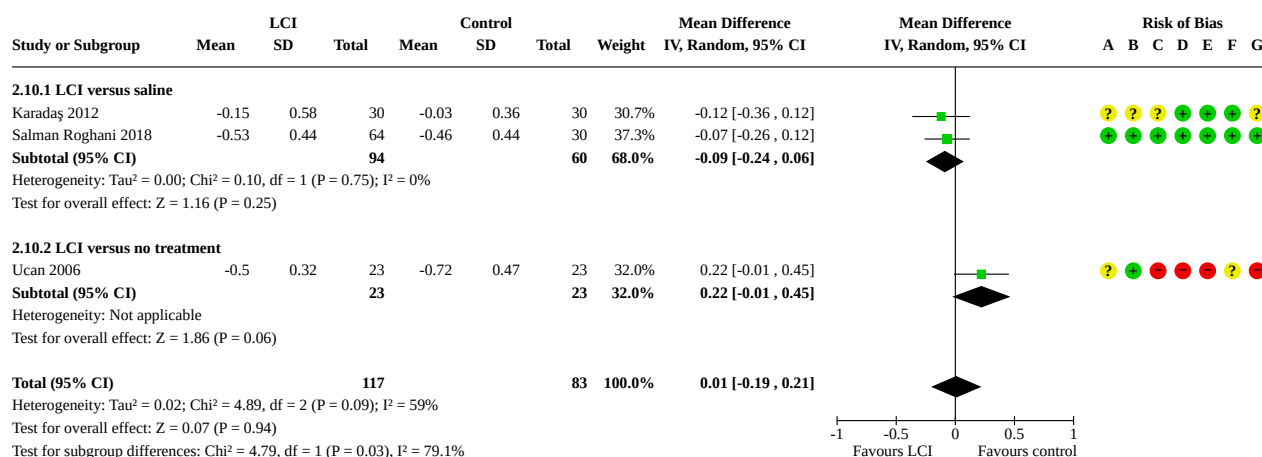 LCI Control Mean Difference Mean Difference Risk of Bias
Study or Subgroup Mean SD Total Mean SD Total Weight IV, Random, 95% CI IV, Random, 95% CI A B C D E F G
2.10.1 LCI versus saline
Karadaş 2012 -0.15 0.58 30 -0.03 0.36 30 30.7% -0.12 [-0.36 , 0.12] ? ? ? + + + ?
Salman Roghani 2018 -0.53 0.44 64 -0.46 0.44 30 37.3% -0.07 [-0.26 , 0.12] + + + + + + +
Subtotal (95% CI) 94 60 68.0% -0.09 [-0.24 , 0.06]
Heterogeneity: Tau² = 0.00; Chi² = 0.10, df = 1 (P = 0.75); I² = 0%
Test for overall effect: Z = 1.16 (P = 0.25)
2.10.2 LCI versus no treatment
Ucan 2006 -0.5 0.32 23 -0.72 0.47 23 32.0% 0.22 [-0.01 , 0.45] ? + − − − ? −
Subtotal (95% CI) 23 23 32.0% 0.22 [-0.01 , 0.45]
Heterogeneity: Not applicable
Test for overall effect: Z = 1.86 (P = 0.06)
Total (95% CI) 117 83 100.0% 0.01 [-0.19 , 0.21]
Heterogeneity: Tau² = 0.02; Chi² = 4.89, df = 2 (P = 0.09); I² = 59%
Test for overall effect: Z = 0.07 (P = 0.94)
-1 -0.5 0 0.5 1
Test for subgroup differences: Chi² = 4.79, df = 1 (P = 0.03), I² = 79.1% Favours LCI Favours control